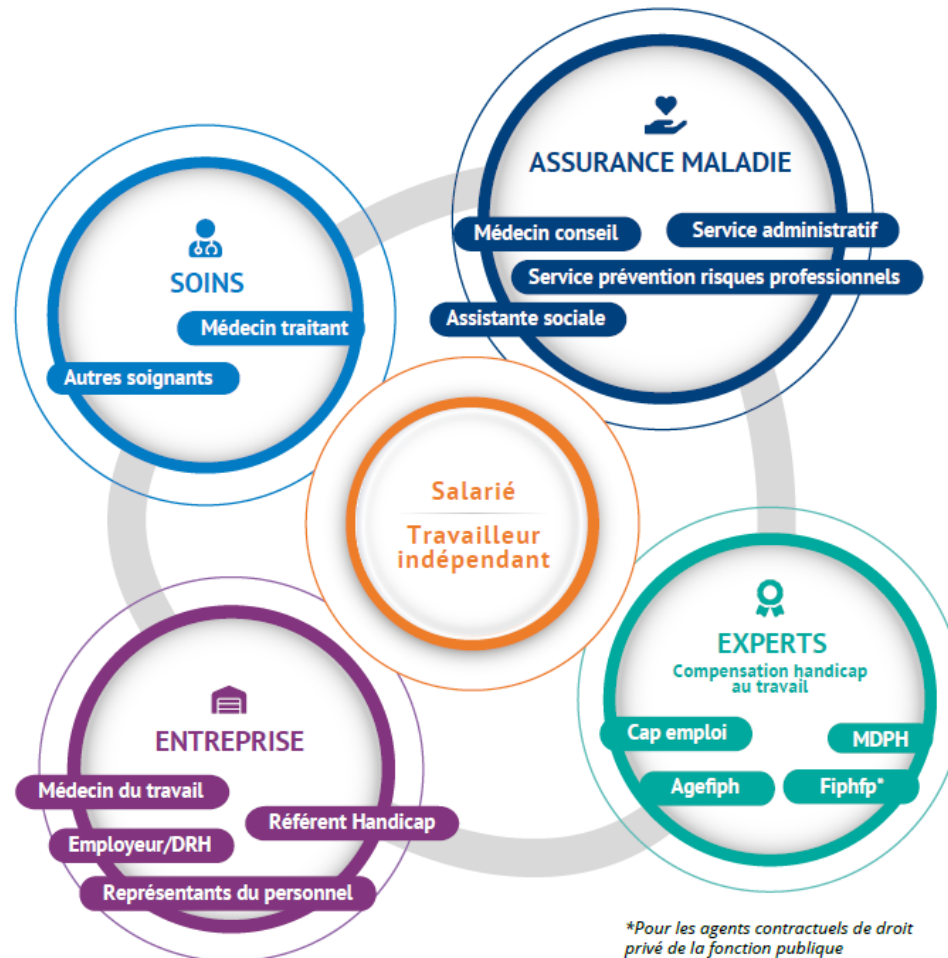 ASSURANCE MALADIE
Médecin conseil
Service administratif
Service prévention risques professionnels
Assistante sociale
SOINS
Médecin traitant
Autres soignants
Salarié
Travailleur
indépendant
EXPERTS
Compensation handicap
au travail
Cap emploi
MDPH
Agefiph
Fiphfp*
ENTREPRISE
Médecin du travail
Référent Handicap
Employeur/DRH
Représentants du personnel
*Pour les agents contractuels de droit
privé de la fonction publique